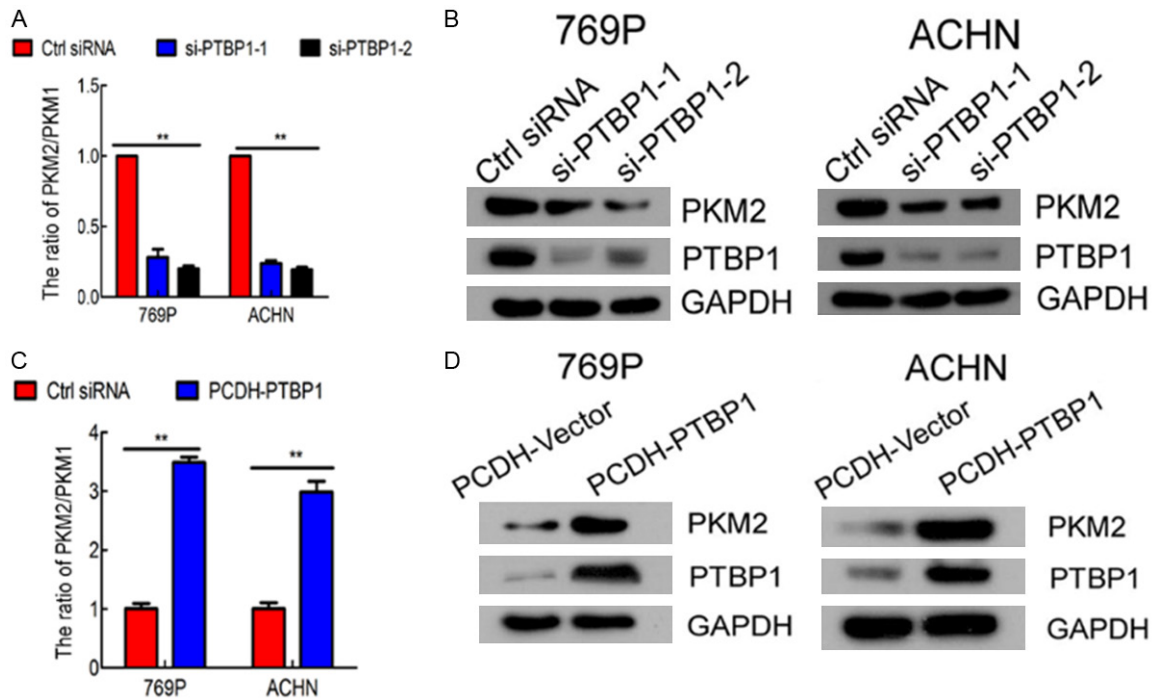 A
Ctrl siRNA si-PTBP1-1 si-PTBP1-2
The ratio of PKM2/PKM1
1.5
1.0
0.5
0.0
** **
769P ACHN
B
769P ACHN
Ctrl siRNA si-PTBP1-1 si-PTBP1-2 Ctrl siRNA si-PTBP1-1 si-PTBP1-2
PKM2 PKM2
PTBP1 PTBP1
GAPDH GAPDH
C
Ctrl siRNA PCDH-PTBP1
The ratio of PKM2/PKM1
4
3
2
1
0
** **
769P ACHN
D
769P ACHN
PCDH-Vector PCDH-PTBP1 PCDH-Vector PCDH-PTBP1
PKM2 PKM2
PTBP1 PTBP1
GAPDH GAPDH